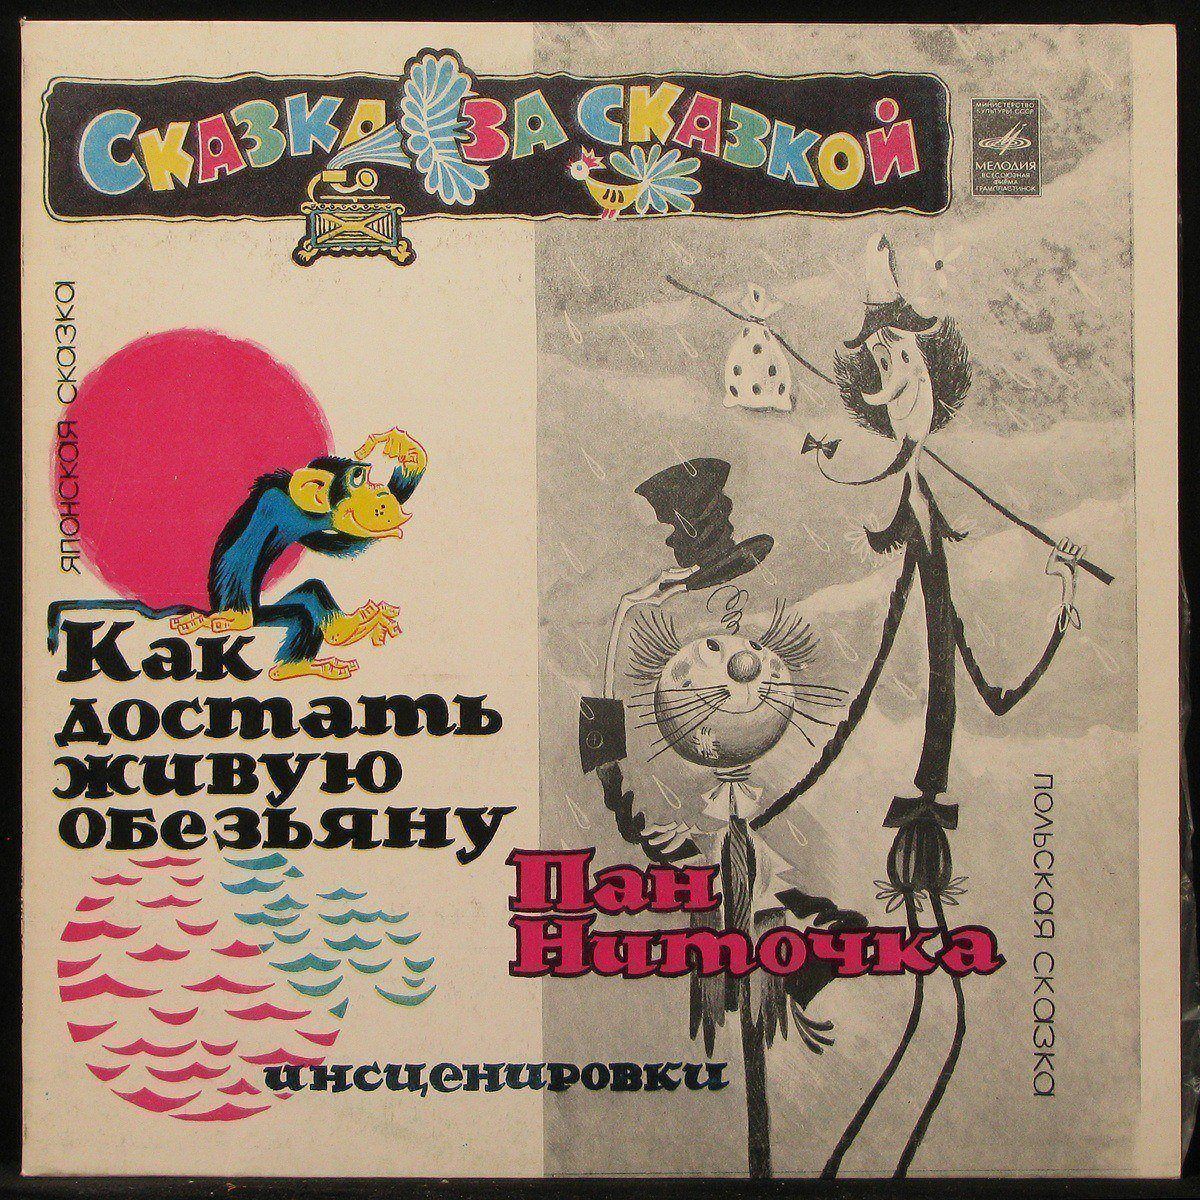 Сказка за сказкой
МИНИСТЕРСТВО
КУЛЬТУРЫ СССР
МЕЛОДИЯ
ВСЕСОЮЗНАЯ
ФИРМА
ГРАМПЛАСТИНОК
ЯПОНСКАЯ СКАЗКА
Как
достать
живую
обезьяну
Пан
Ниточка
ПОЛЬСКАЯ СКАЗКА
инсценировки